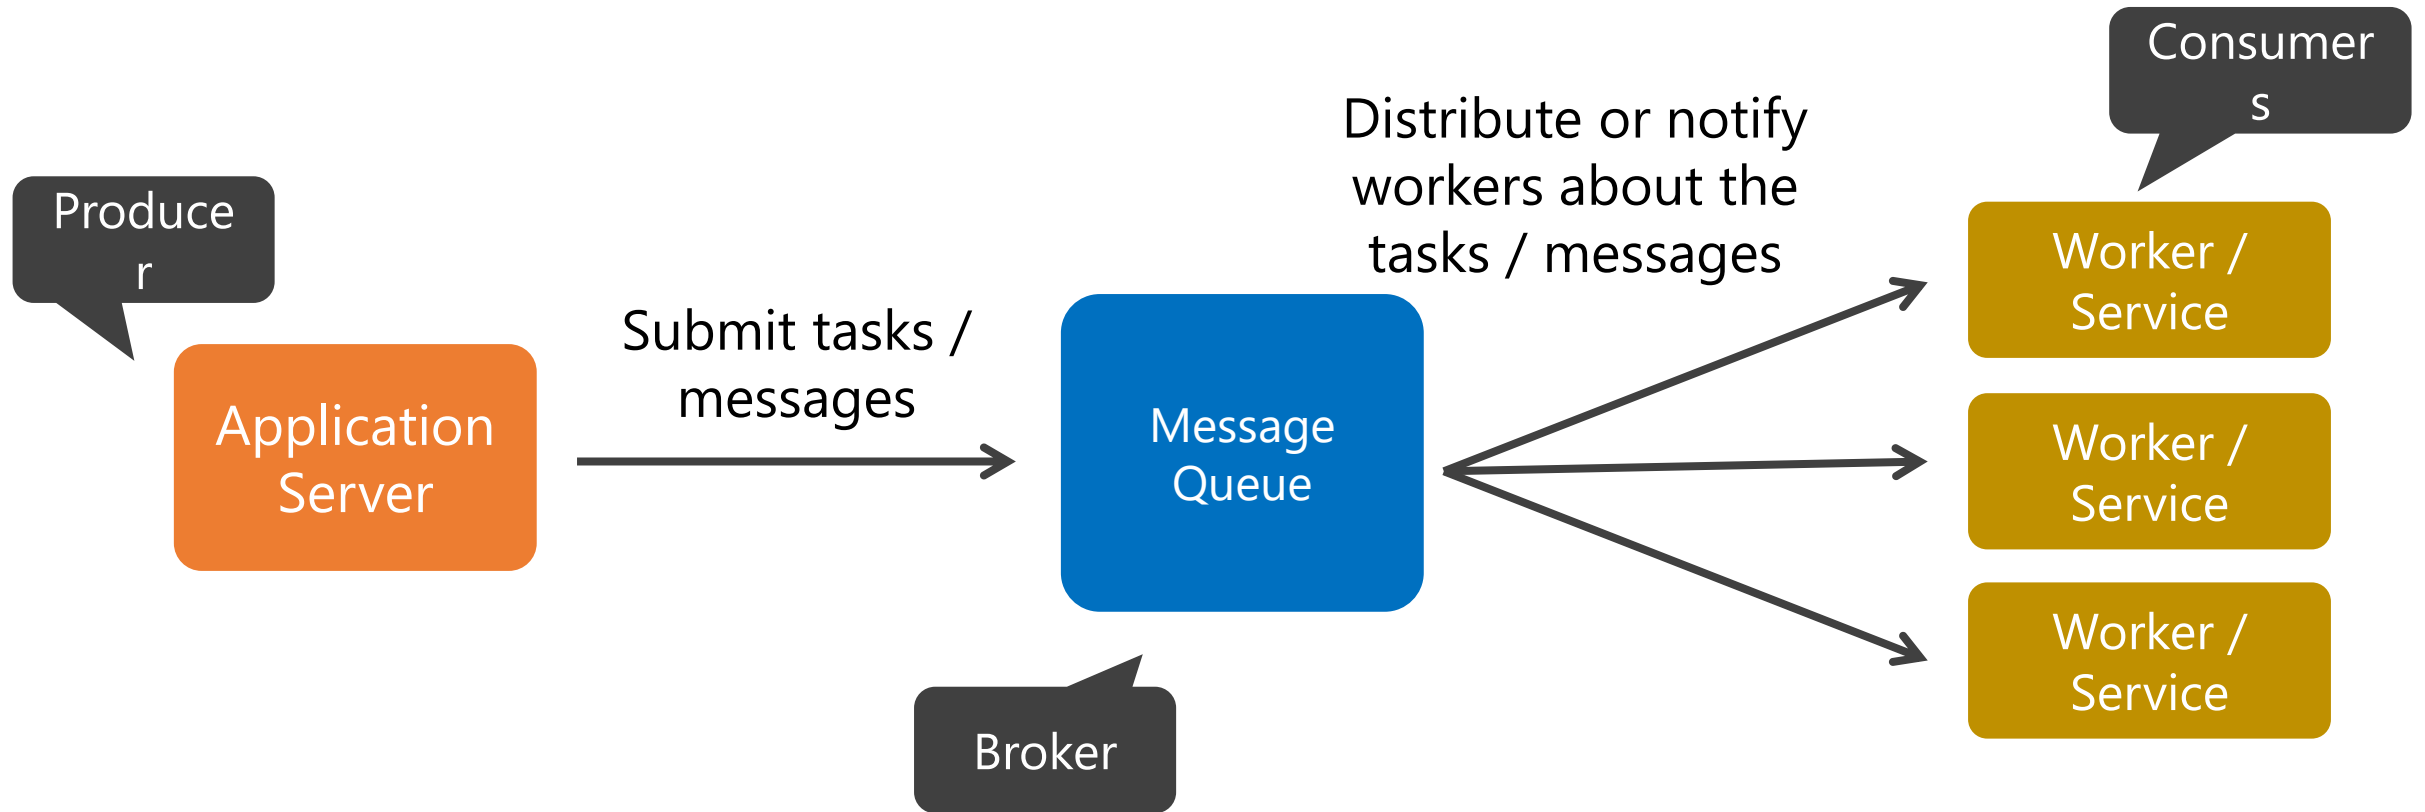 Produce
r
Application
Server
Submit tasks /
messages
Message
Queue
Broker
Distribute or notify
workers about the
tasks / messages
Consumer
s
Worker /
Service
Worker /
Service
Worker /
Service